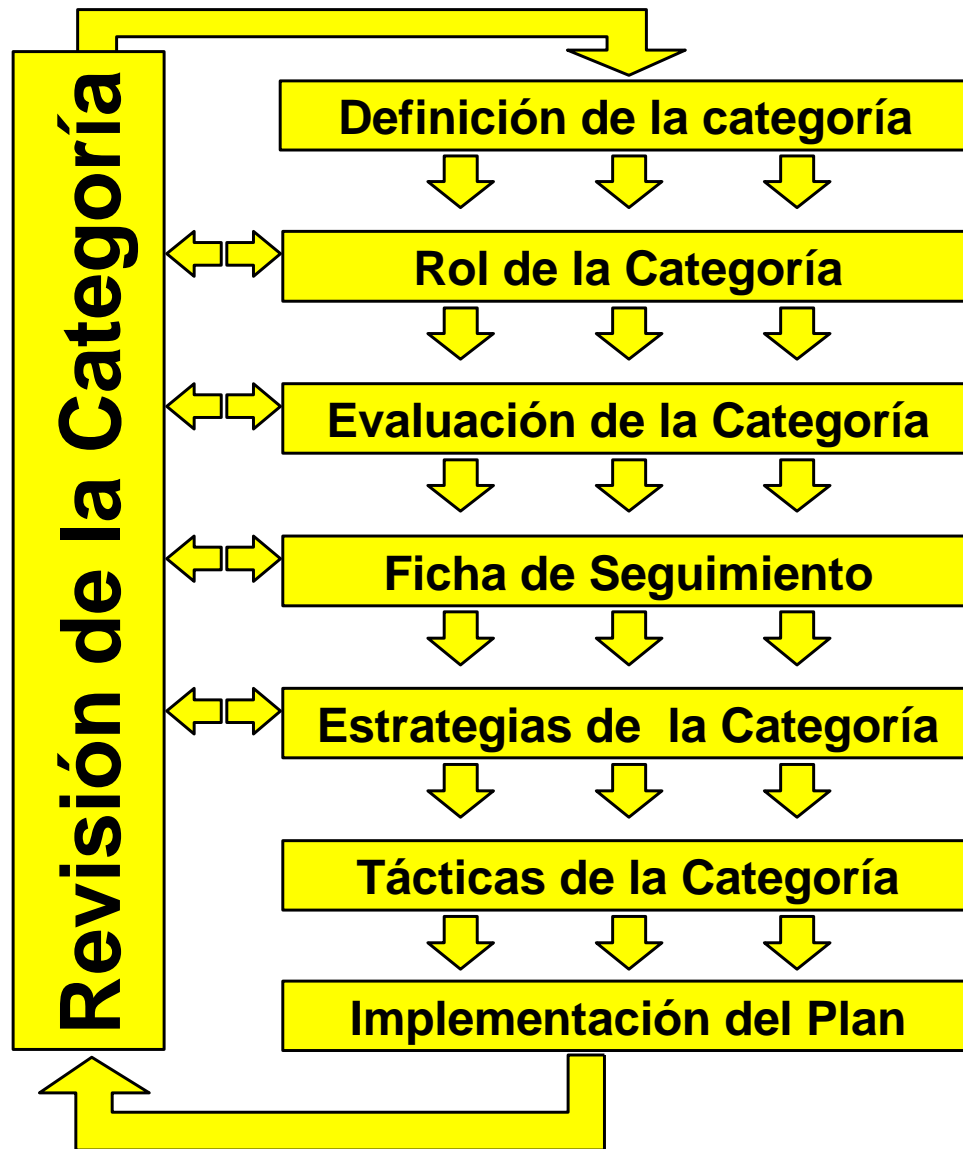 Revisión de la Categoría
Definición de la categoría
Rol de la Categoría
Evaluación de la Categoría
Ficha de Seguimiento
Estrategias de  la Categoría
Tácticas de la Categoría
Implementación del Plan